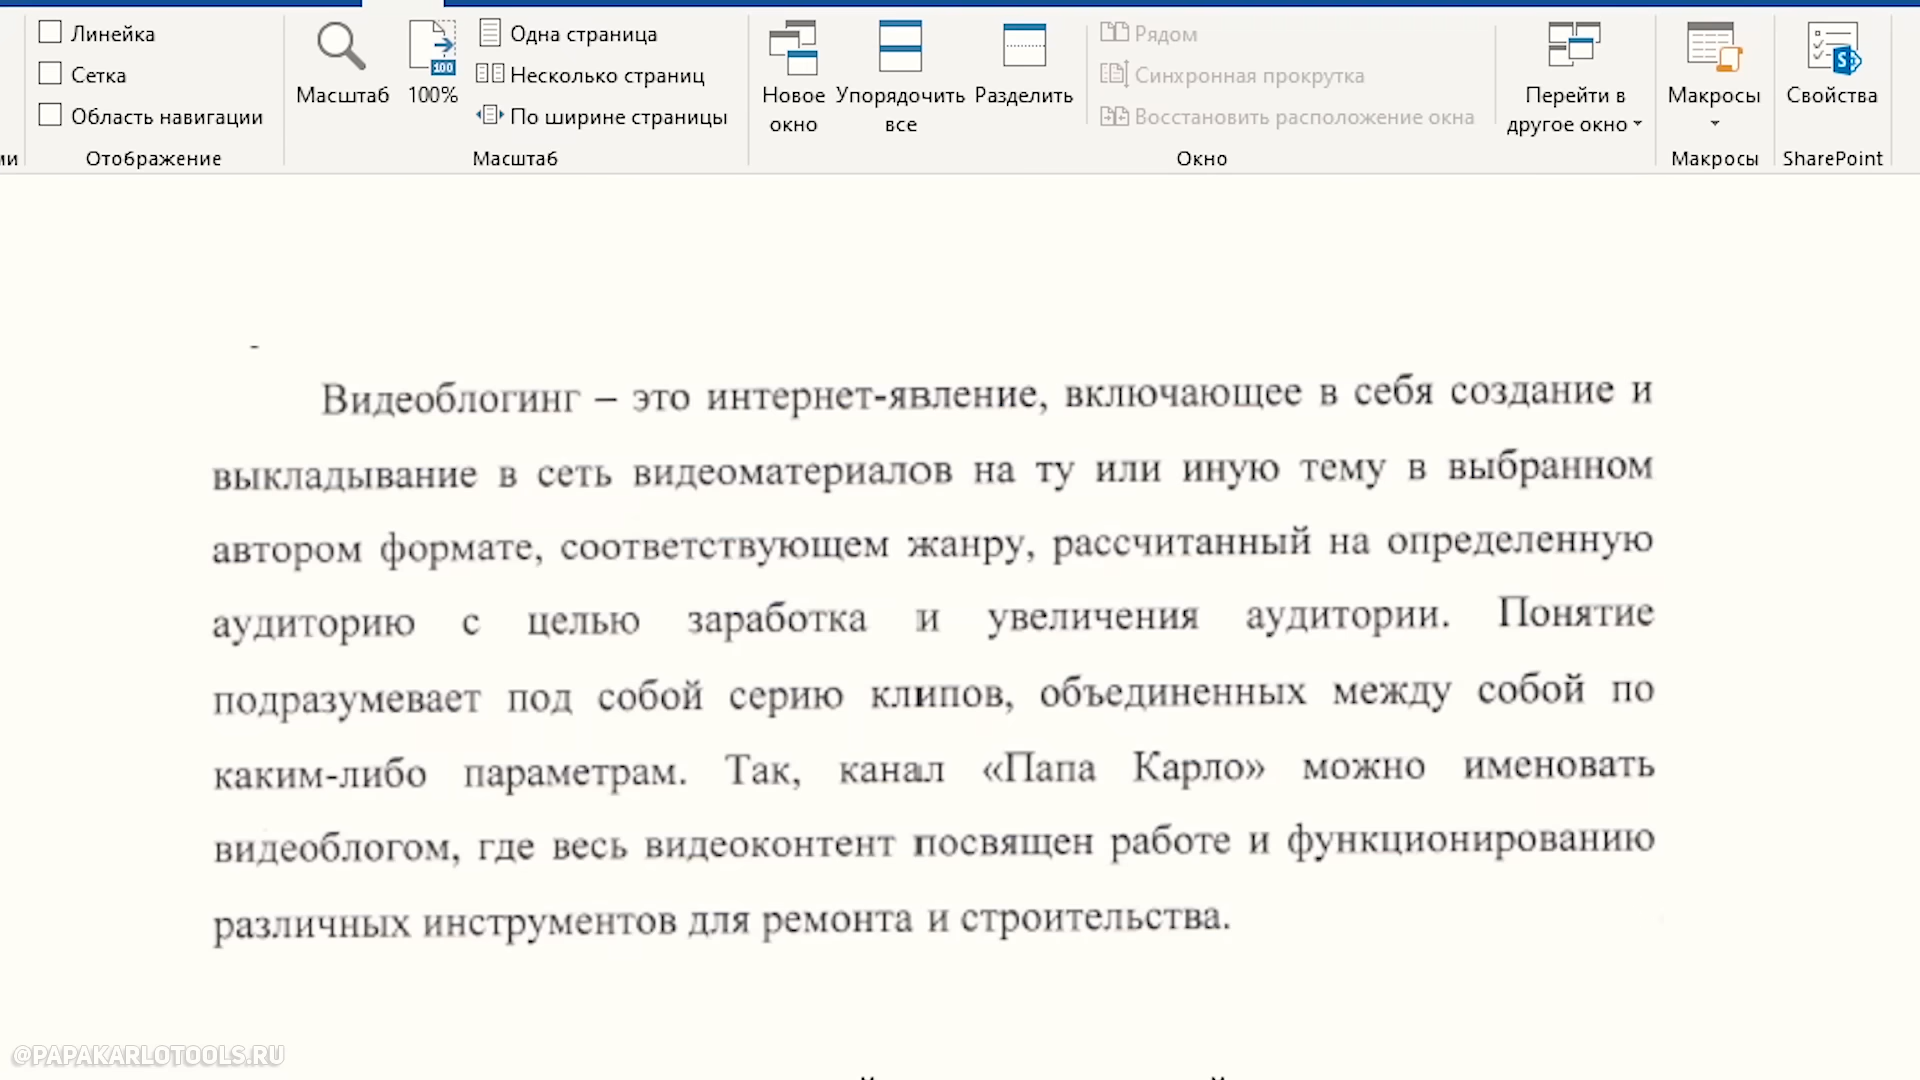 Линейка
Сетка
Область навигации
ми
Отображение
Масштаб
100%
100
Одна страница
Несколько страниц
По ширине страницы
Масштаб
Новое
окно
Упорядочить
все
Разделить
Рядом
Синхронная прокрутка
Восстановить расположение окна
Окно
Перейти в
другое окно
Макросы
Макросы
S
Свойства
SharePoint
-
Видеоблогинг – это интернет-явление, включающее в себя создание и
выкладывание в сеть видеоматериалов на ту или иную тему в выбранном
автором формате, соответствующем жанру, рассчитанный на определенную
аудиторию с целью заработка и увеличения аудитории. Понятие
подразумевает под собой серию клипов, объединенных между собой по
каким-либо параметрам. Так, канал «Папа Карло» можно именовать
видеоблогом, где весь видеоконтент посвящен работе и функционированию
различных инструментов для ремонта и строительства.
@PAPAKARLOTOOLS.RU